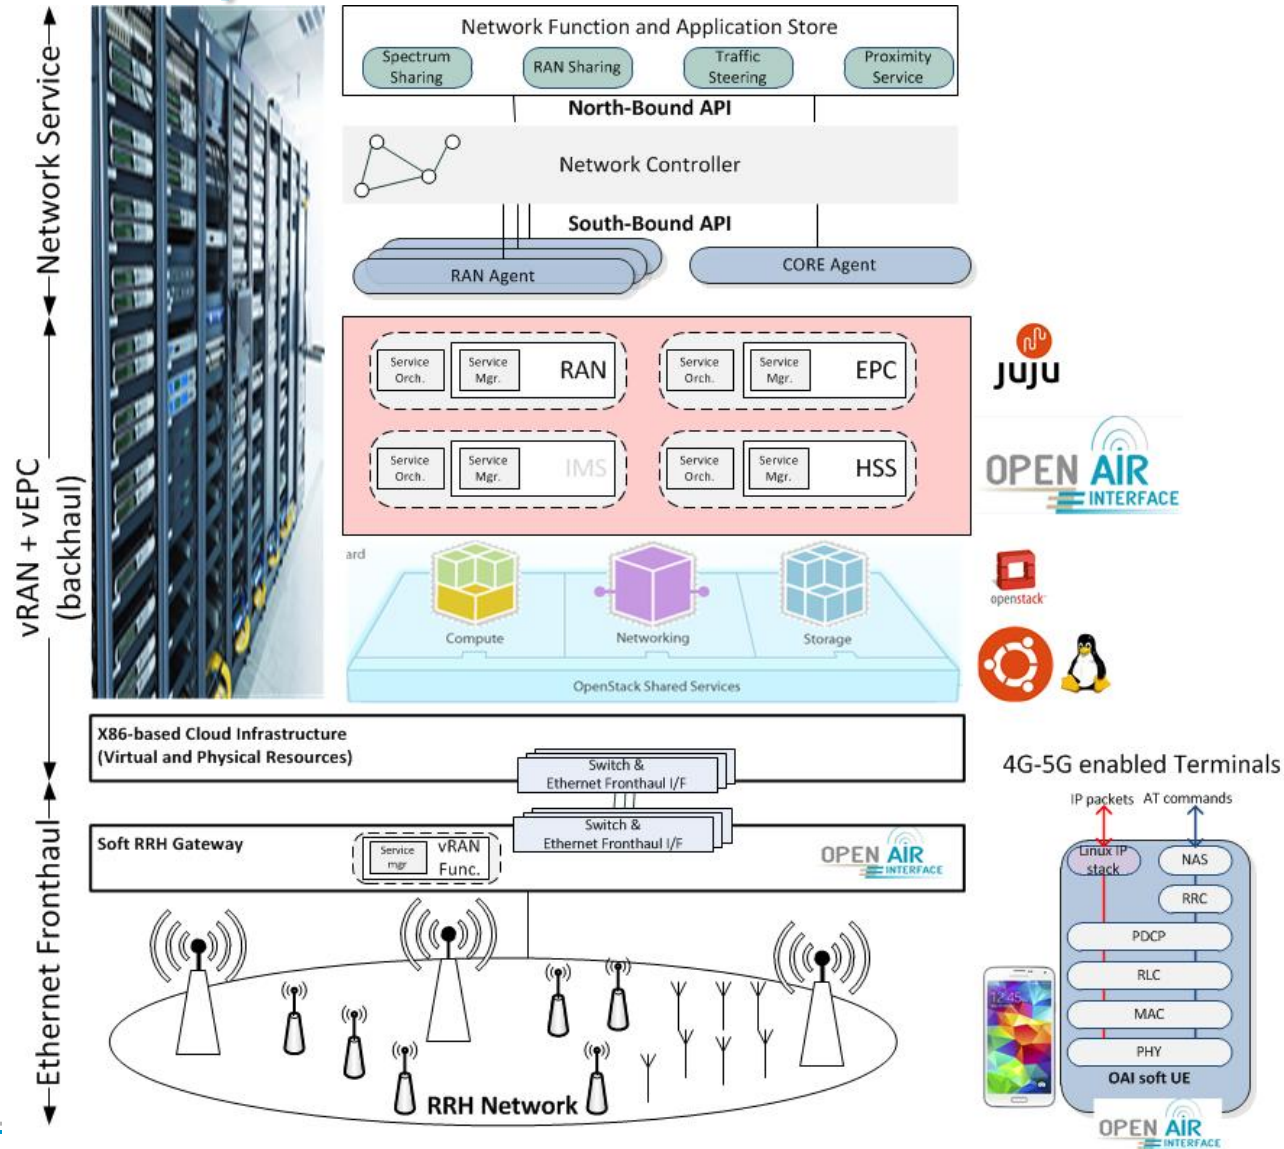 Network Service
vRAN + vEPC
(backhaul)
Ethernet Fronthaul
Network Function and Application Store
Spectrum
Sharing
RAN Sharing
Traffic
Steering
Proximity
Service
North-Bound API
Network Controller
South-Bound API
RAN Agent
CORE Agent
Service
Orch.
Service
Mgr.
RAN
Service
Orch.
Service
Mgr.
EPC
Service
Orch.
Service
Mgr.
IMS
Service
Orch.
Service
Mgr.
HSS
juju
OPEN AIR
INTERFACE
ard
Compute
Networking
Storage
OpenStack Shared Services
openstack
X86-based Cloud Infrastructure
(Virtual and Physical Resources)
Switch &
Ethernet Fronthaul I/F
Switch &
Ethernet Fronthaul I/F
Soft RRH Gateway
Service
mgr
vRAN
Func.
OPEN AIR
INTERFACE
RRH Network
4G-5G enabled Terminals
IP packets
AT commands
Linux IP
stack
NAS
RRC
PDCP
RLC
MAC
PHY
OAI soft UE
12:45
OPEN AIR
INTERFACE